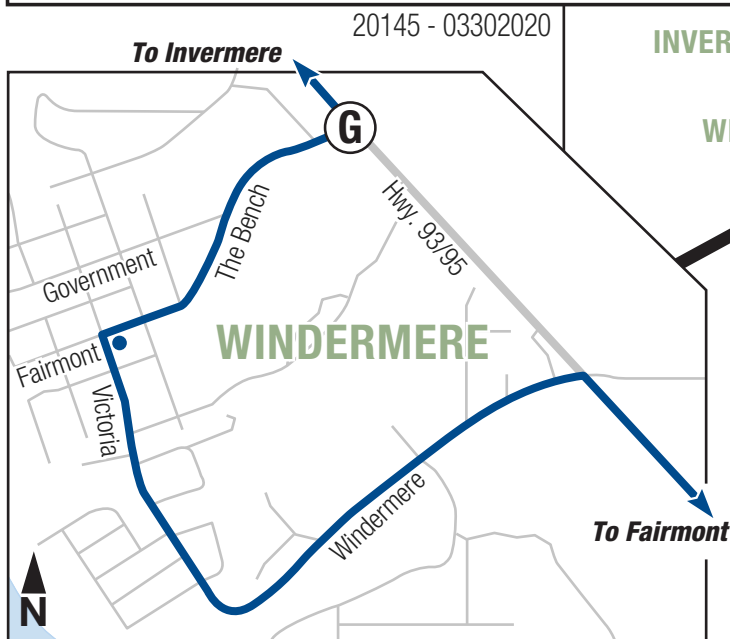 20145 - 03302020
INVER
To Invermere
G
WI
The Bench
Hwy. 93/95
Government
WINDERMERE
Fairmont
Victoria
Windermere
To Fairmont
N